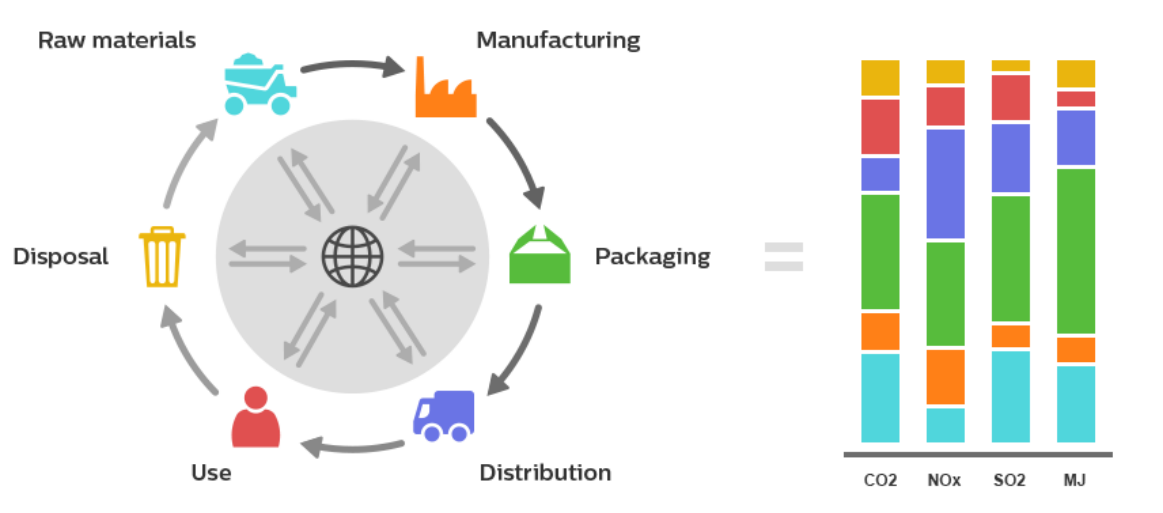 Raw materials
Manufacturing
Disposal
Packaging
Use
Distribution
CO2 NOx SO2 MJ